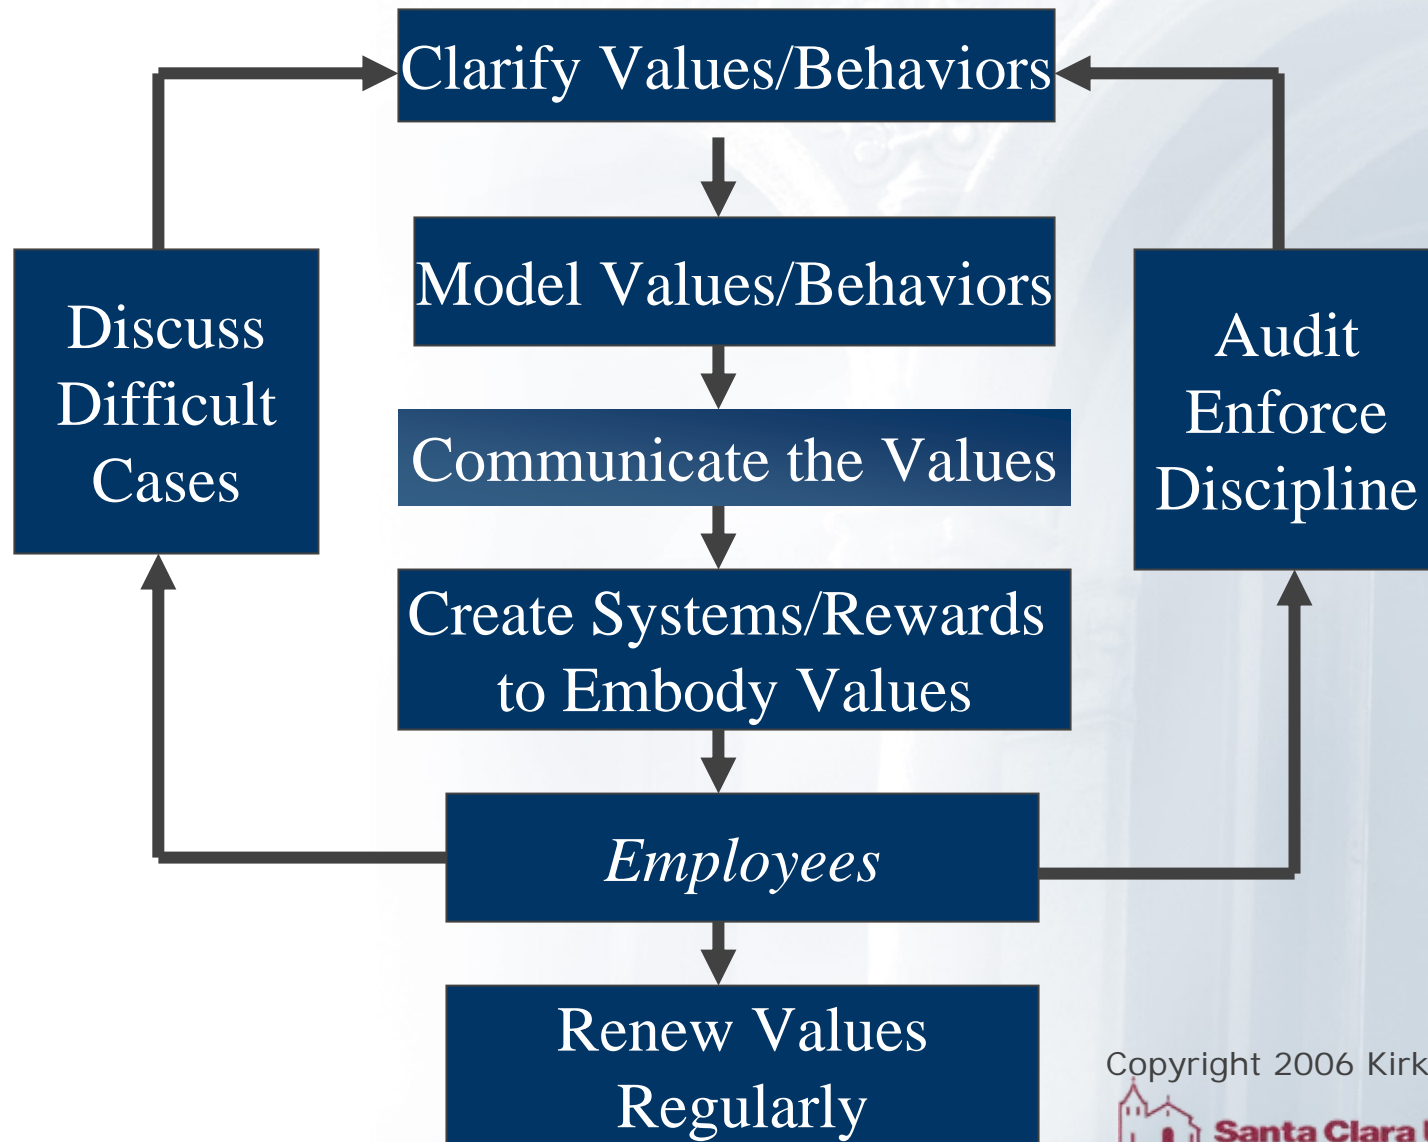 Clarify Values/Behaviors
Model Values/Behaviors
Discuss
Difficult
Cases
Audit
Enforce
Discipline
Communicate the Values
Create Systems/Rewards
to Embody Values
Employees
Renew Values
Regularly
Copyright 2006 Kirk
Santa Clara